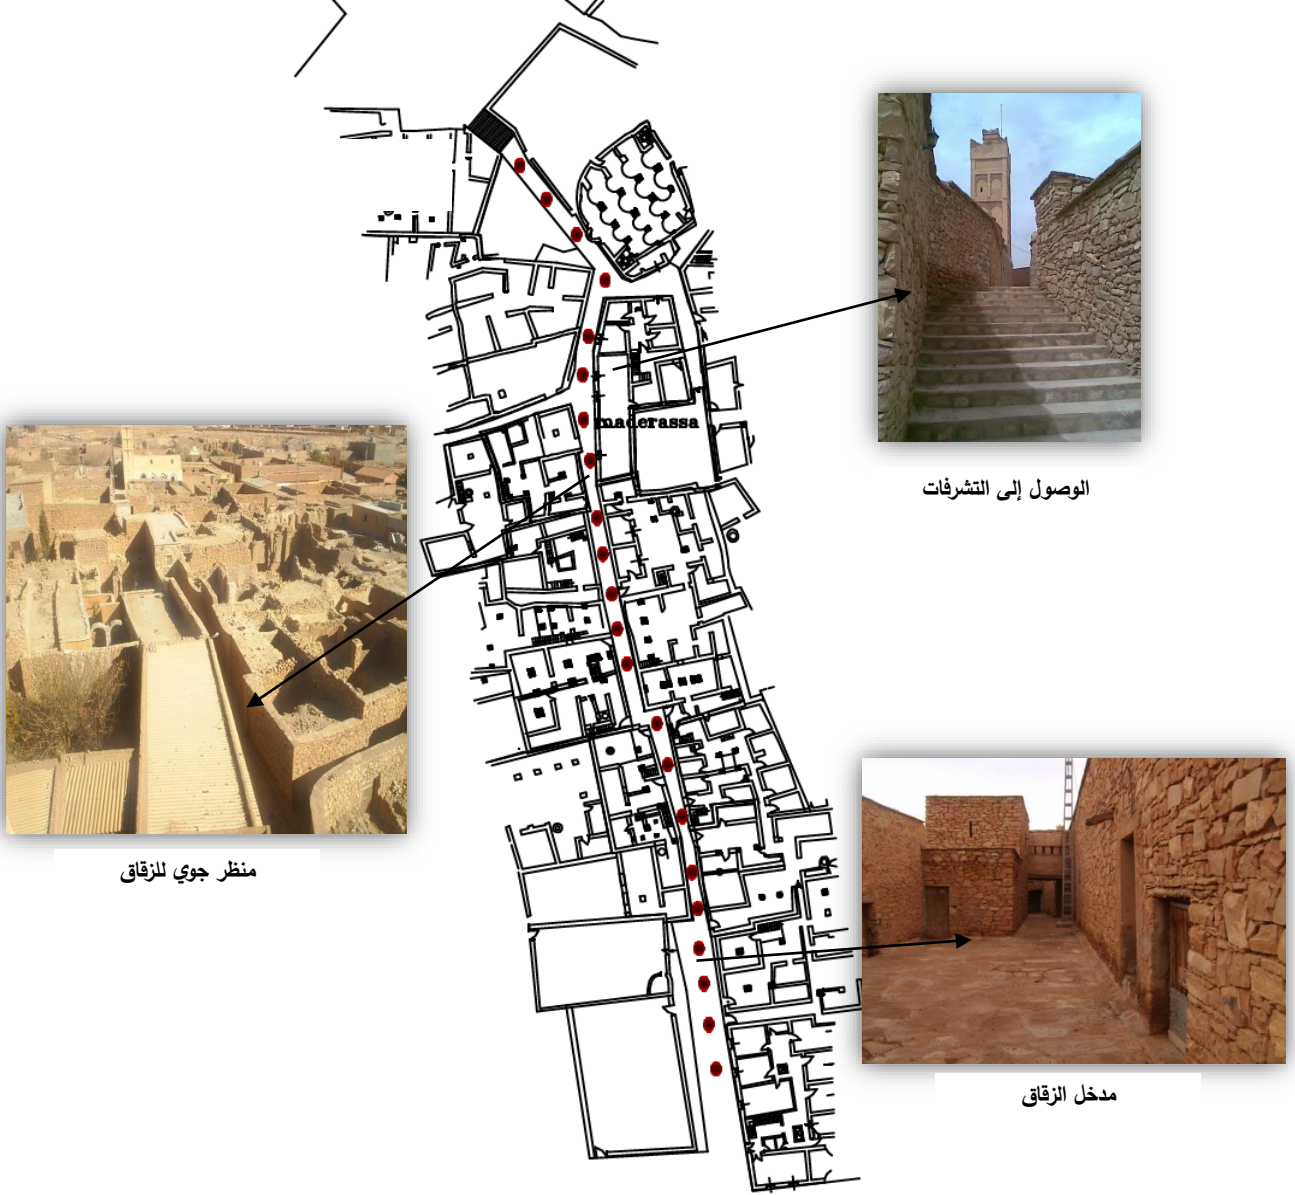 maderassa
الوصول إلى التشرفات
منظر جوي للزقاق
مدخل الزقاق